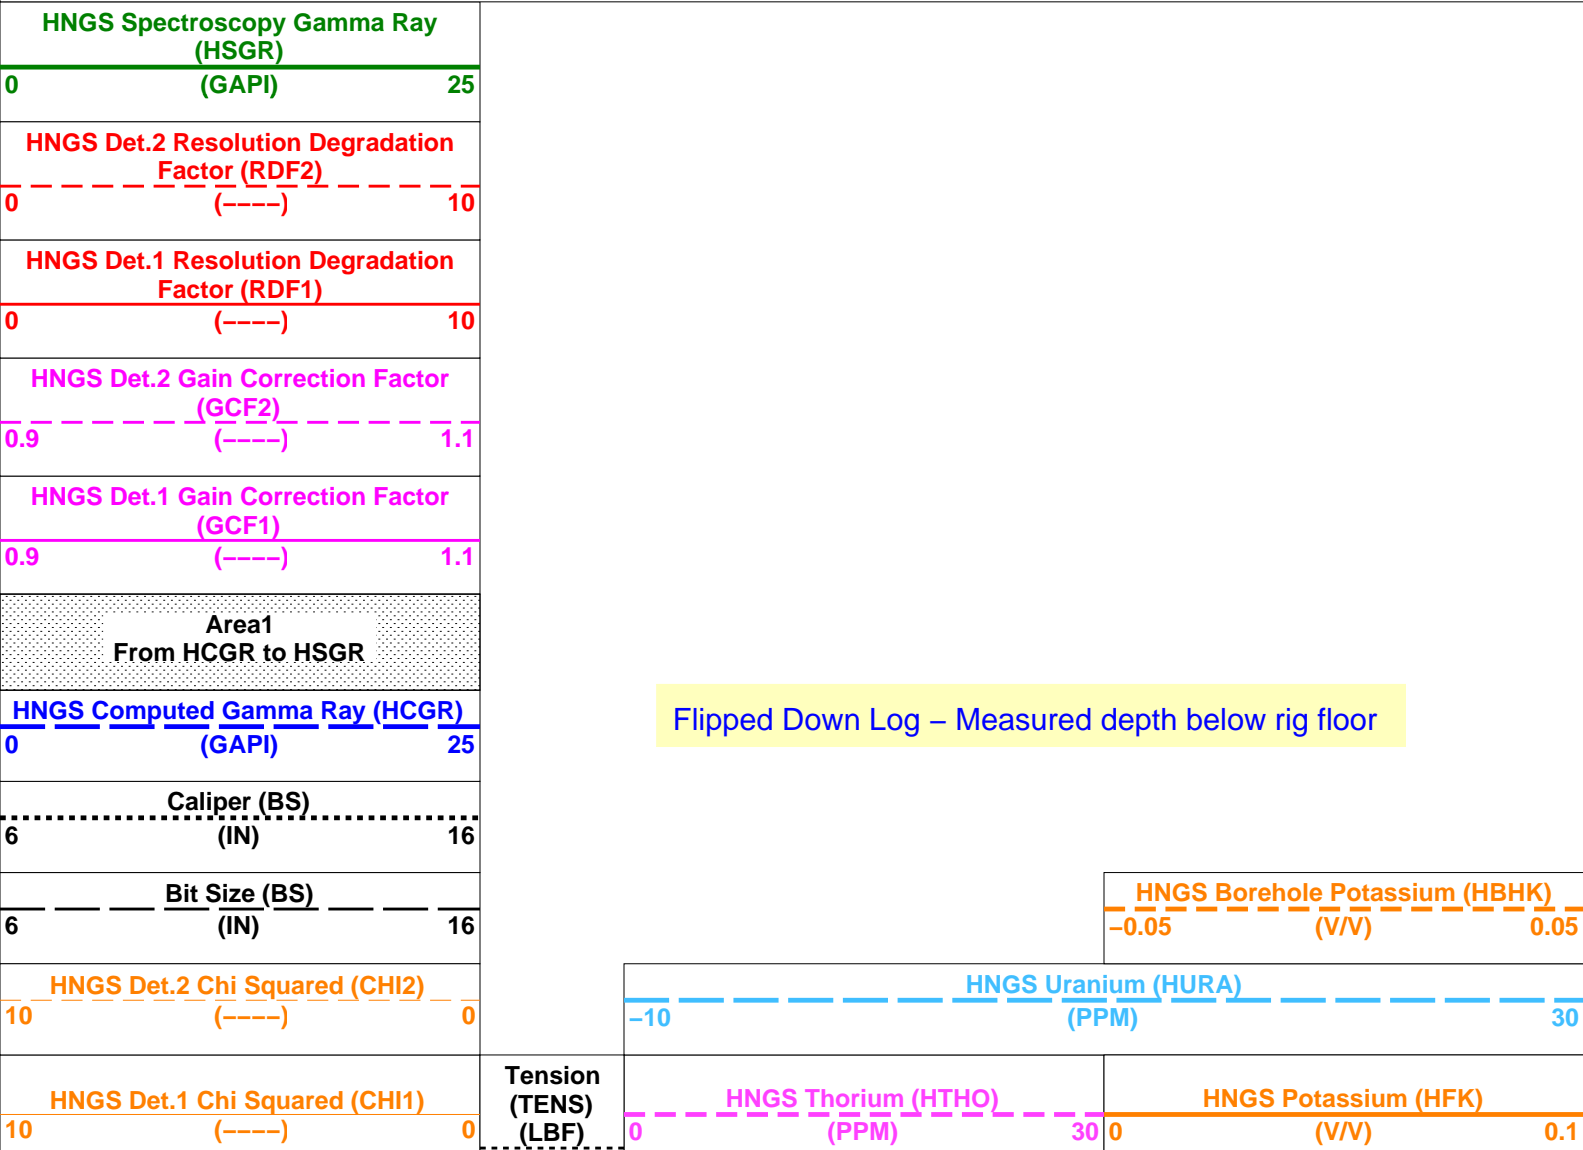 HNGS Spectroscopy Gamma Ray
(HSGR)
0 (GAPI) 25
HNGS Det.2 Resolution Degradation
Factor (RDF2)
0 (−−−−) 10
HNGS Det.1 Resolution Degradation
Factor (RDF1)
0 (−−−−) 10
HNGS Det.2 Gain Correction Factor
(GCF2)
0.9 (−−−−) 1.1
HNGS Det.1 Gain Correction Factor
(GCF1)
0.9 (−−−−) 1.1
Area1
From HCGR to HSGR
HNGS Computed Gamma Ray (HCGR)
0 (GAPI) 25
Flipped Down Log – Measured depth below rig floor
Caliper (BS)
6 (IN) 16
Bit Size (BS)
6 (IN) 16
HNGS Borehole Potassium (HBHK)
−0.05 (V/V) 0.05
HNGS Det.2 Chi Squared (CHI2)
10 (−−−−) 0
HNGS Uranium (HURA)
−10 (PPM) 30
HNGS Det.1 Chi Squared (CHI1)
10 (−−−−) 0
Tension
(TENS)
(LBF)
HNGS Thorium (HTHO)
0 (PPM) 30
HNGS Potassium (HFK)
0 (V/V) 0.1